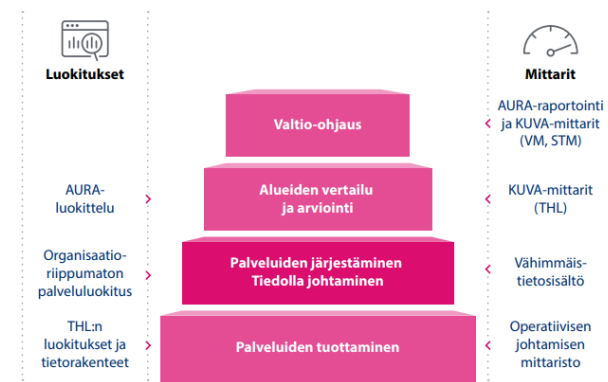 Luokitukset
Mittarit
Valtio-ohjaus
AURA-raportointi
ja KUVA-mittarit
(VM, STM)
AURA-
luokittelu
Alueiden vertailu
ja arviointi
KUVA-mittarit
(THL)
Organisaatio-
riippumaton
palveluluokitus
Palveluiden järjestäminen
Tiedolla johtaminen
Vähimmäis-
tietosisältö
THL:n
luokitukset ja
tietorakenteet
Palveluiden tuottaminen
Operatiivisen
johtamisen
mittaristo